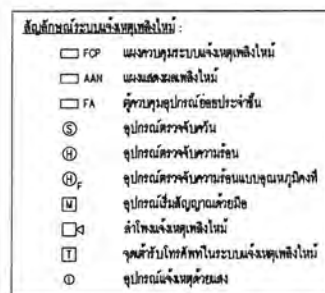 สัญลักษณ์ระบบแจ้งเหตุเพลิงไหม้ :
FCP แผงควบคุมระบบแจ้งเหตุเพลิงไหม้
AAN แผงแสดงผลเพลิงไหม้
FA ตู้ควบคุมอุปกรณ์ย่อยประจำชั้น
S อุปกรณ์ตรวจจับควัน
H อุปกรณ์ตรวจจับความร้อน
H F อุปกรณ์ตรวจจับความร้อนแบบอุณหภูมิคงที่
M อุปกรณ์เริ่มสัญญาณด้วยมือ
ลำโพงแจ้งเหตุเพลิงไหม้
T จุดเต้ารับโทรศัพท์ในระบบแจ้งเหตุเพลิงไหม้
อุปกรณ์แจ้งเหตุด้วยแสง